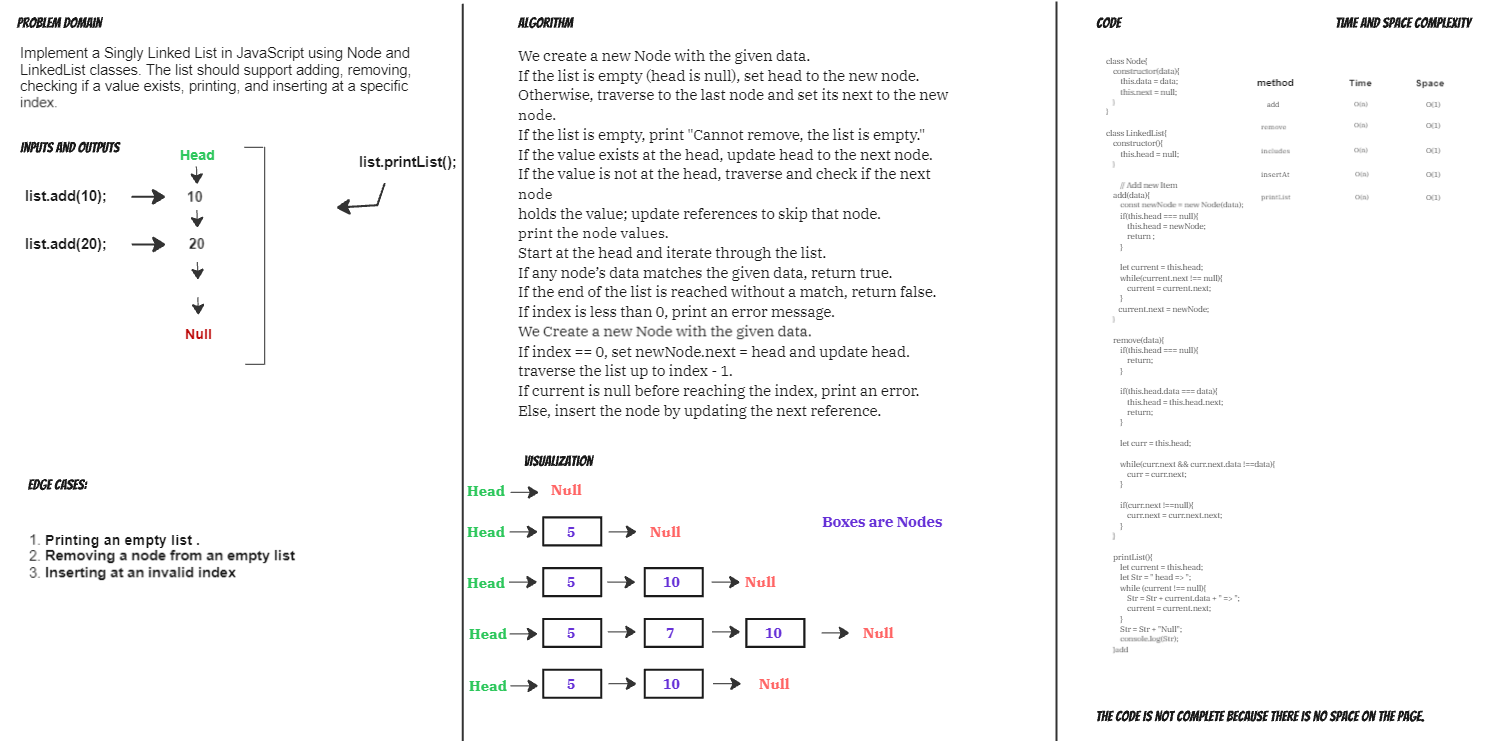 PROBLEM DOMAIN
Implement a Singly Linked List in JavaScript using Node and
LinkedList classes. The list should support adding, removing,
checking if a value exists, printing, and inserting at a specific
index.
INPUTS AND OUTPUTS
Head
list.printList();
list.add(10);
10
list.add(20);
20
Null
EDGE CASES:
1. Printing an empty list .
2. Removing a node from an empty list
3. Inserting at an invalid index
ALGORITHM
We create a new Node with the given data.
If the list is empty (head is null), set head to the new node.
Otherwise, traverse to the last node and set its next to the new
node.
If the list is empty, print "Cannot remove, the list is empty."
If the value exists at the head, update head to the next node.
If the value is not at the head, traverse and check if the next
node
holds the value; update references to skip that node.
print the node values.
Start at the head and iterate through the list.
If any node’s data matches the given data, return true.
If the end of the list is reached without a match, return false.
If index is less than 0, print an error message.
We Create a new Node with the given data.
If index == 0, set newNode.next = head and update head.
traverse the list up to index - 1.
If current is null before reaching the index, print an error.
Else, insert the node by updating the next reference.
VISUALIZATION
Head Null
Boxes are Nodes
Head 5 Null
Head 5 10 Null
Head 5 7 10 Null
Head 5 10 Null
CODE
class Node{
constructor(data){
this.data = data;
this.next = null;
}
}
class LinkedList{
constructor(){
this.head = null;
}
// Add new Item
add(data){
const newNode = new Node(data);
if(this.head === null){
this.head = newNode;
return ;
}
let current = this.head;
while(current.next !== null){
current = current.next;
}
current.next = newNode;
}
remove(data){
if(this.head === null){
return;
}
if(this.head.data === data){
this.head = this.head.next;
return;
}
let curr = this.head;
while(curr.next && curr.next.data !==data){
curr = curr.next;
}
if(curr.next !==null){
curr.next = curr.next.next;
}
}
printList(){
let current = this.head;
let Str = " head => ";
while (current !== null){
Str = Str + current.data + " => ";
current = current.next;
}
Str = Str + "Null";
console.log(Str);
}add
TIME AND SPACE COMPLEXITY
method Time Space
add O(n) O(1)
remove O(n) O(1)
includes O(n) O(1)
insertAt O(n) O(1)
printList O(n) O(1)
THE CODE IS NOT COMPLETE BECAUSE THERE IS NO SPACE ON THE PAGE.